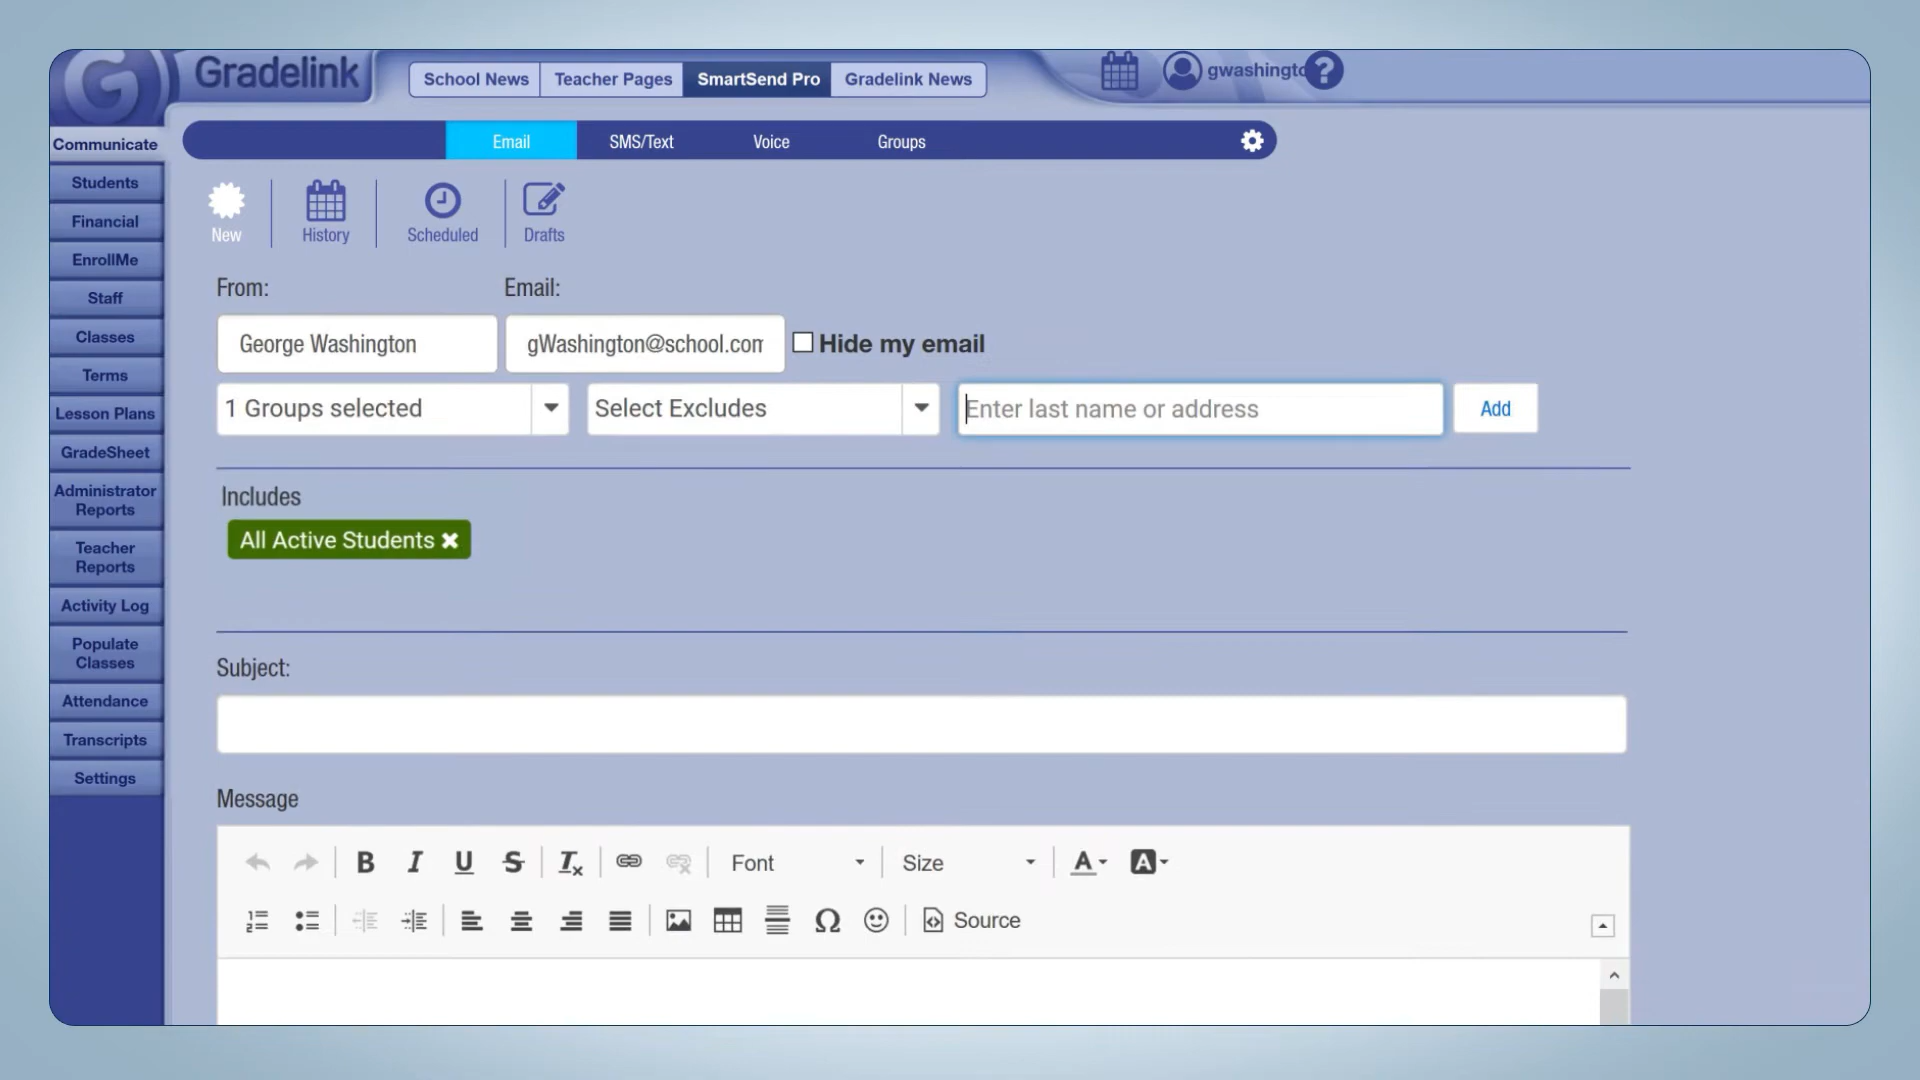 Gradelink
School News
Teacher Pages
SmartSend Pro
Gradelink News
gwashingto
?
Communicate
Students
Financial
EnrollMe
Staff
Classes
Terms
Lesson Plans
GradeSheet
Administrator
Reports
Teacher
Reports
Activity Log
Populate
Classes
Attendance
Transcripts
Settings
Email
SMS/Text
Voice
Groups
New
History
Scheduled
Drafts
From:
Email:
George Washington
gWashington@school.com
Hide my email
1 Groups selected
Select Excludes
Enter last name or address
Add
Includes
All Active Students
Subject:
Message
Font
Size
Source